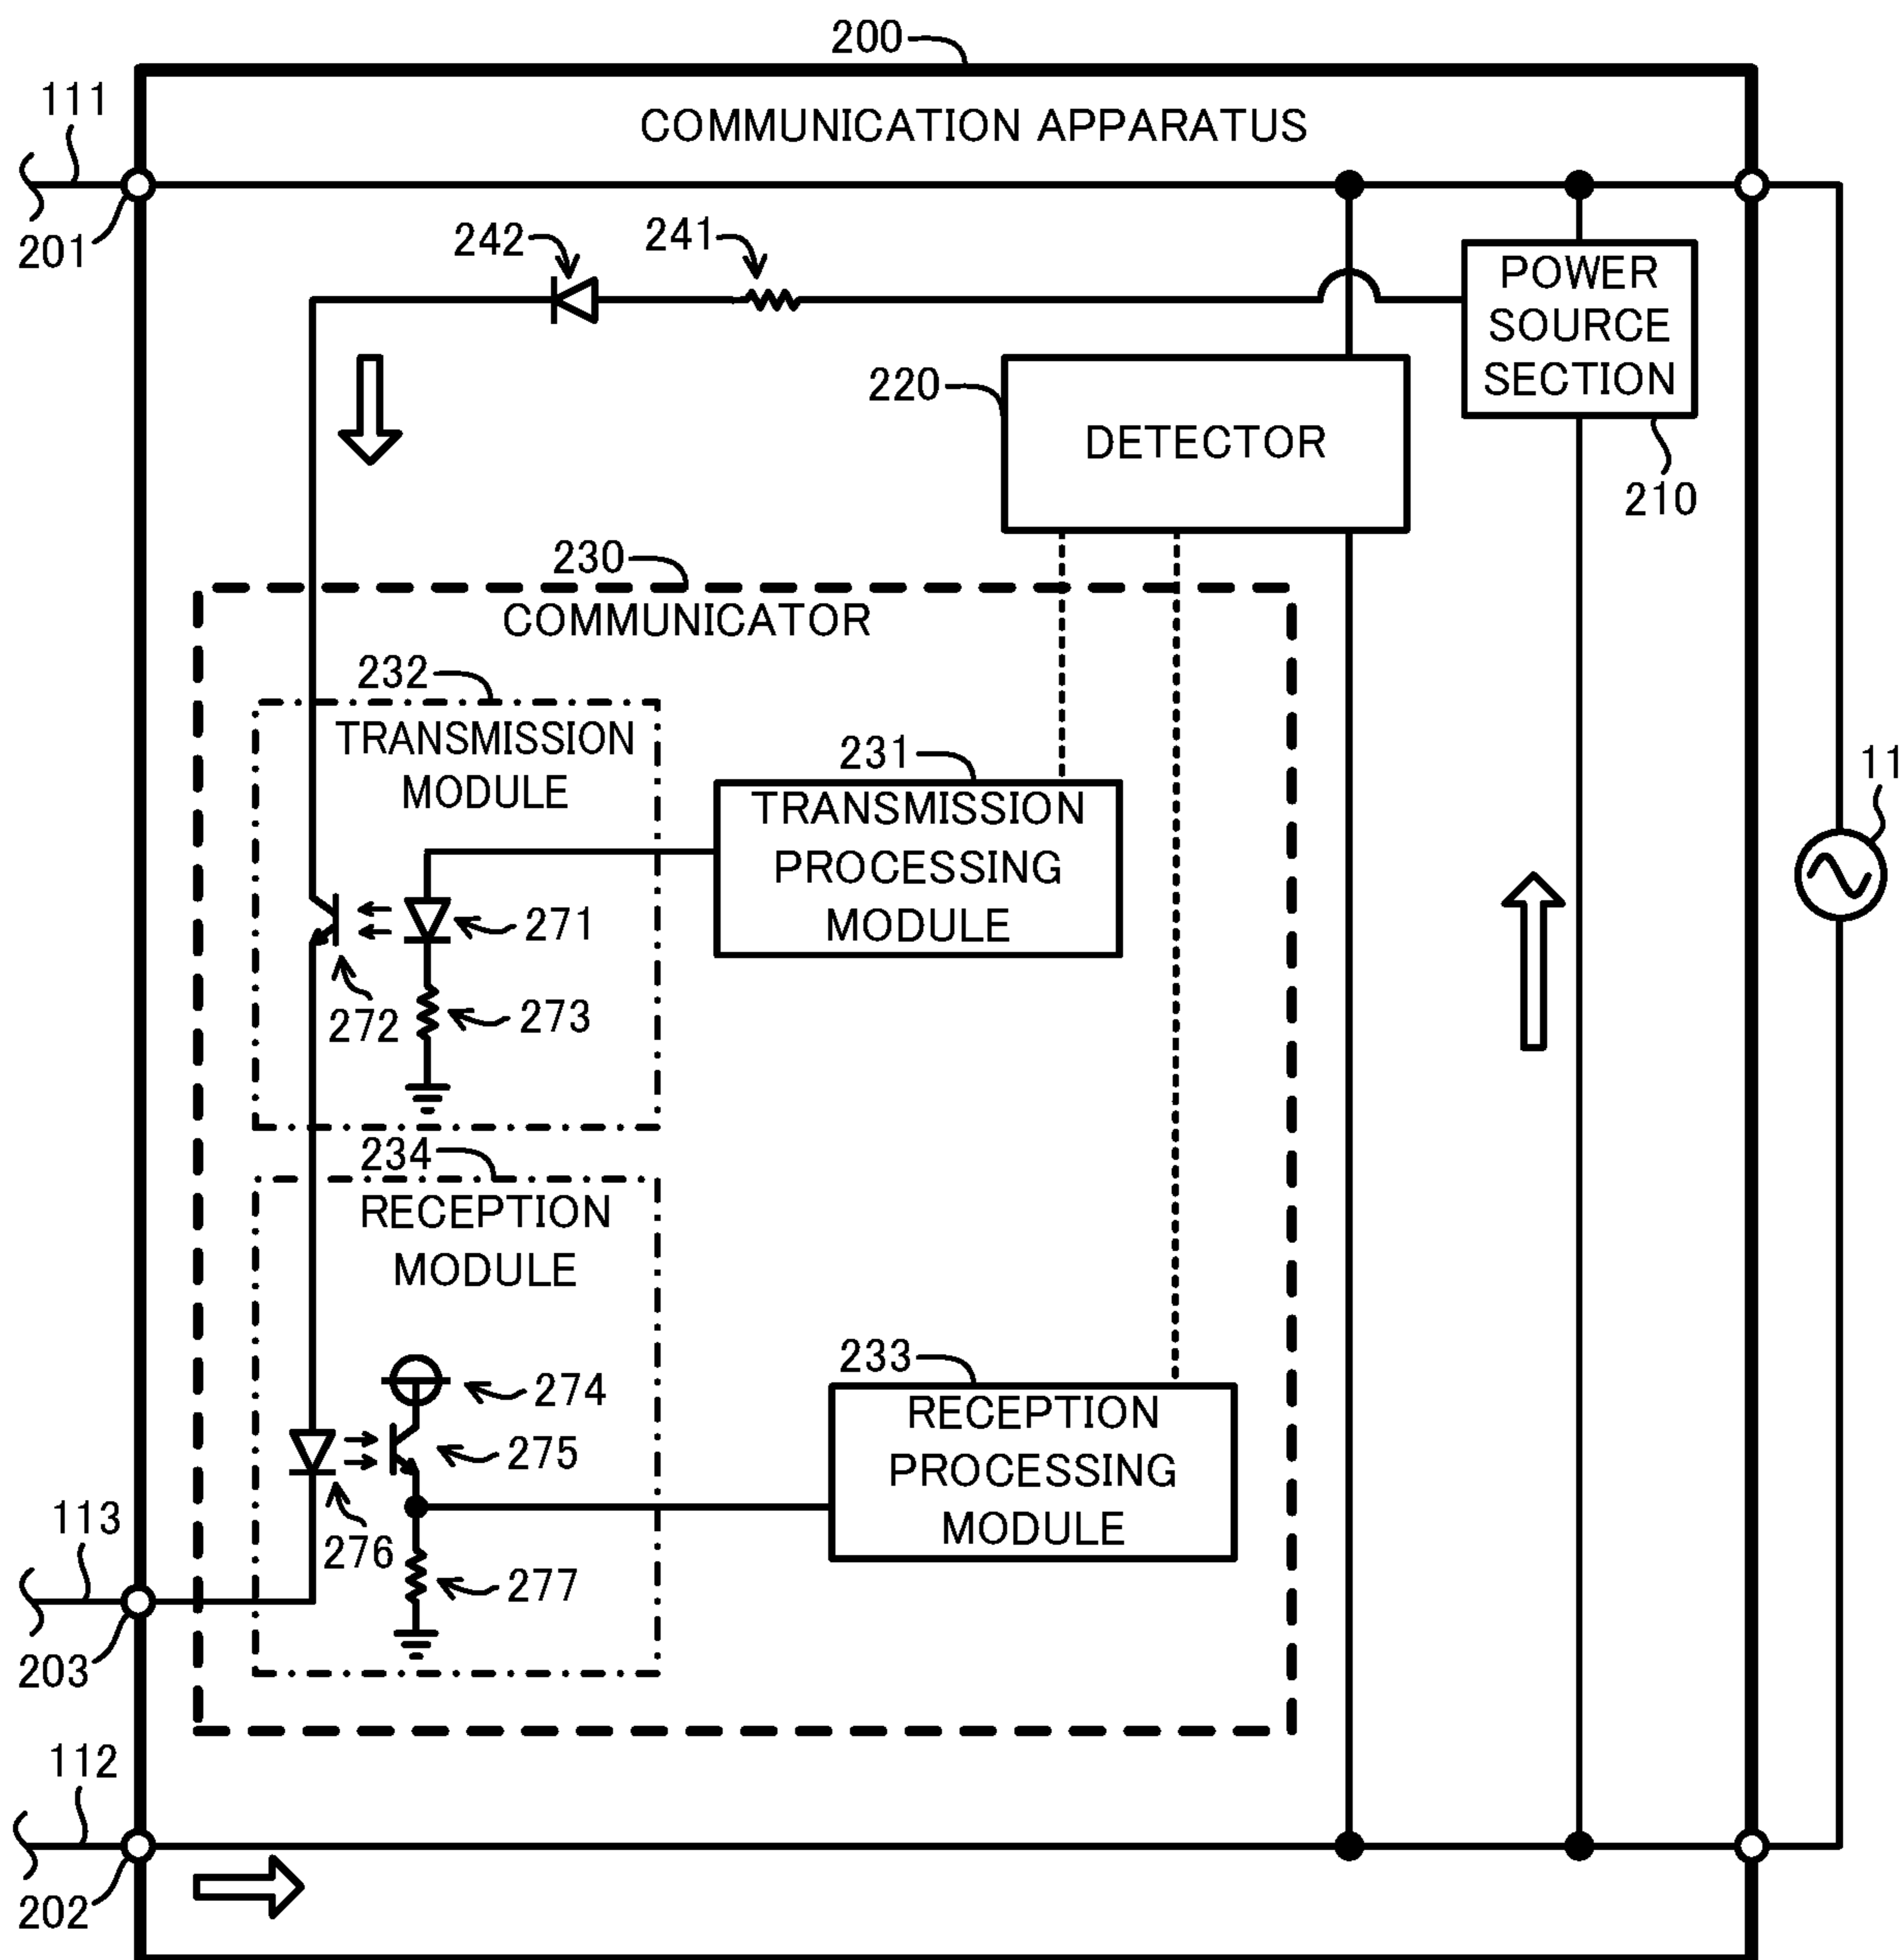 200
COMMUNICATION APPARATUS
111
201
242
241
POWER
SOURCE
SECTION
210
220
DETECTOR
230
COMMUNICATOR
232
TRANSMISSION
MODULE
231
TRANSMISSION
PROCESSING
MODULE
11
271
272
273
234
RECEPTION
MODULE
274
275
276
277
233
RECEPTION
PROCESSING
MODULE
113
203
112
202